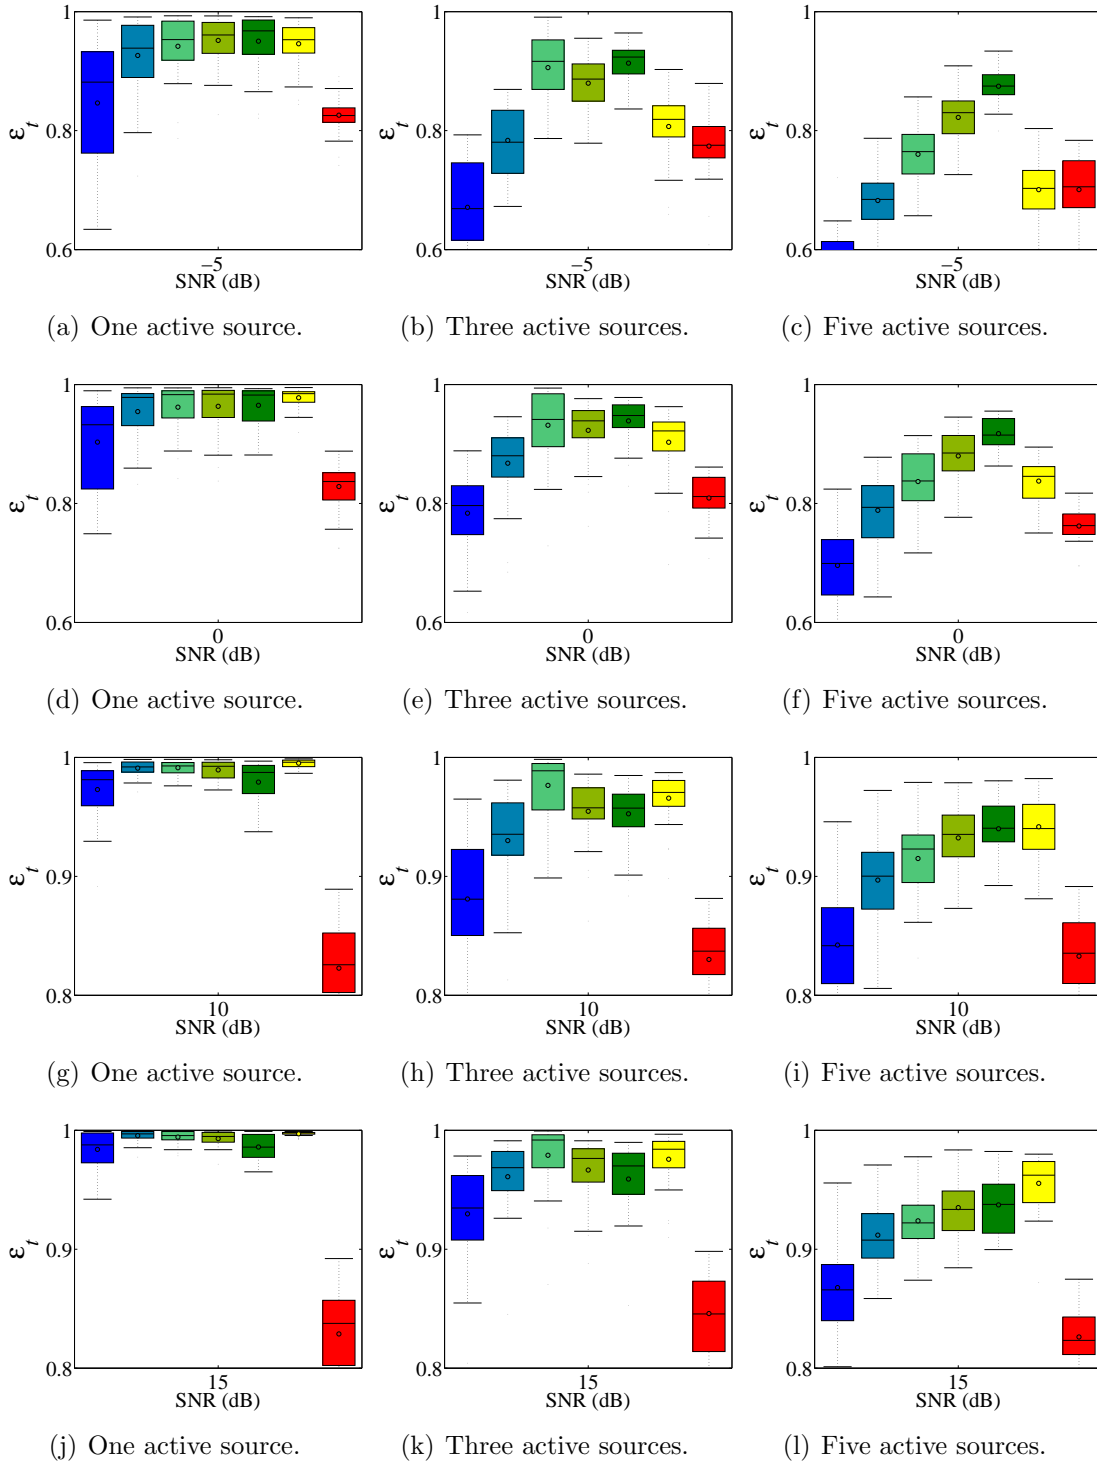 1
0.8
0.6
ε_t
−5
SNR (dB)
(a) One active source.
1
0.8
0.6
ε_t
−5
SNR (dB)
(b) Three active sources.
1
0.8
0.6
ε_t
−5
SNR (dB)
(c) Five active sources.
1
0.8
0.6
ε_t
0
SNR (dB)
(d) One active source.
1
0.8
0.6
ε_t
0
SNR (dB)
(e) Three active sources.
1
0.8
0.6
ε_t
0
SNR (dB)
(f) Five active sources.
1
0.9
0.8
ε_t
10
SNR (dB)
(g) One active source.
1
0.9
0.8
ε_t
10
SNR (dB)
(h) Three active sources.
1
0.9
0.8
ε_t
10
SNR (dB)
(i) Five active sources.
1
0.9
0.8
ε_t
15
SNR (dB)
(j) One active source.
1
0.9
0.8
ε_t
15
SNR (dB)
(k) Three active sources.
1
0.9
0.8
ε_t
15
SNR (dB)
(l) Five active sources.